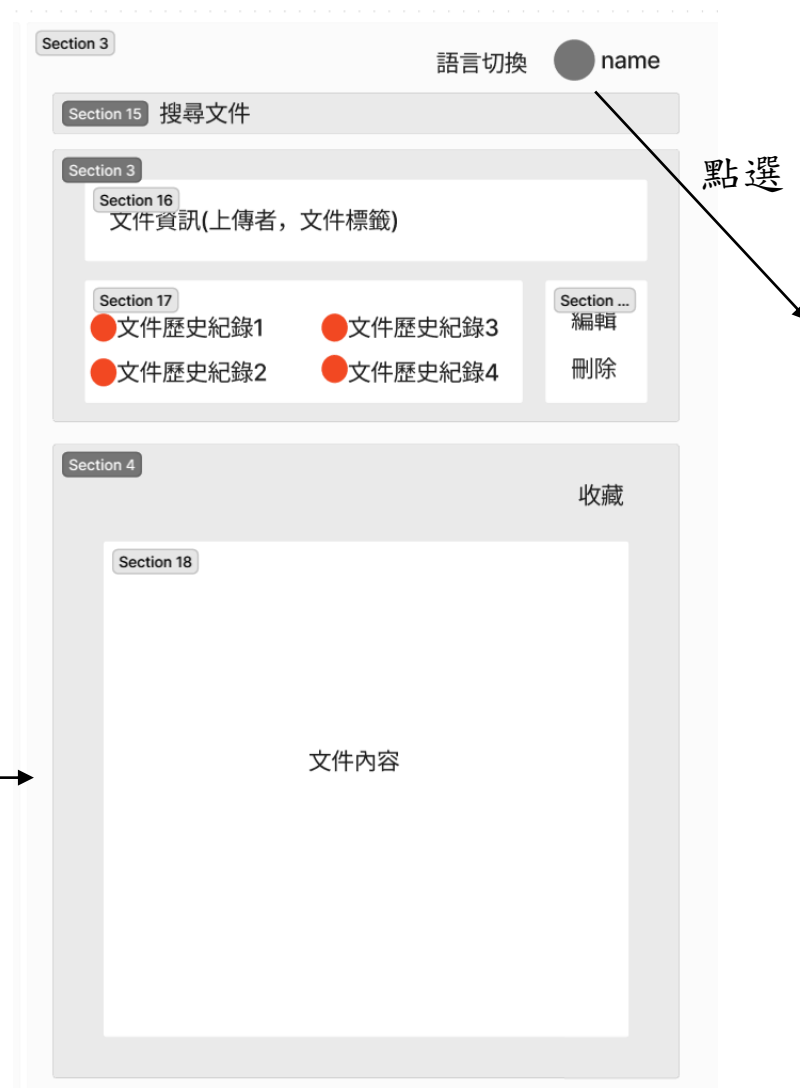 Section 3
語言切換 name
Section 15 搜尋文件
點選
Section 3
Section 16
文件資訊(上傳者，文件標籤)
Section 17
Section ...
文件歷史紀錄1 文件歷史紀錄3 編輯
文件歷史紀錄2 文件歷史紀錄4 刪除
Section 4
收藏
Section 18
文件內容